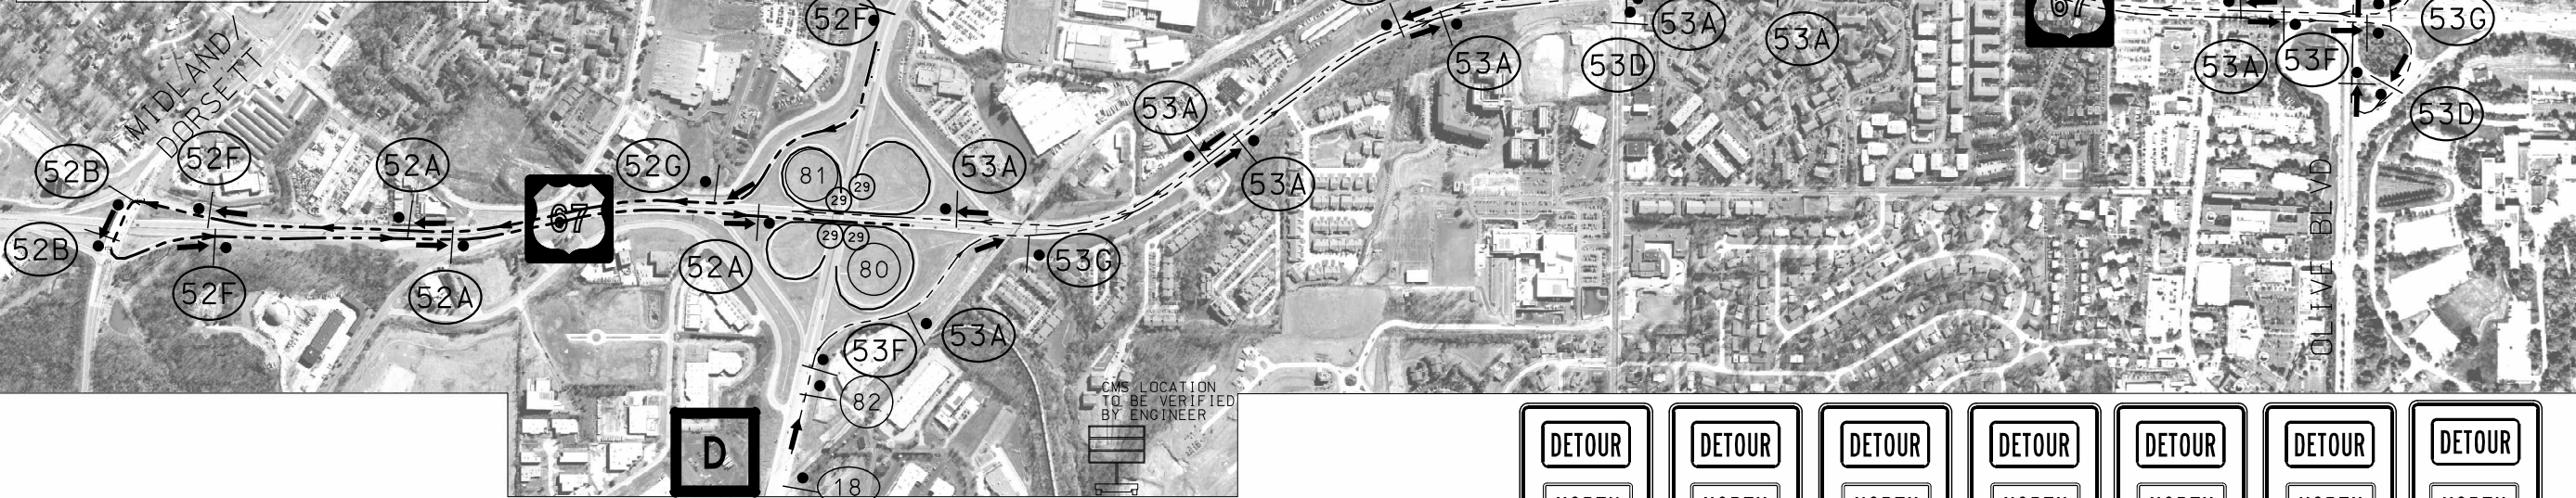 52F
53A
53D
53A
53A
67
53A
53F
53G
53D
MIDLAND/
DORSETT
52B
52F
52A
52G
81
29
29
53A
53A
53A
52B
67
29
29
53G
OLIVE BLVD
52F
52A
52A
80
53F
53A
82
D
18
CMS LOCATION
TO BE VERIFIED
BY ENGINEER
DETOUR
DETOUR
DETOUR
DETOUR
DETOUR
DETOUR
DETOUR